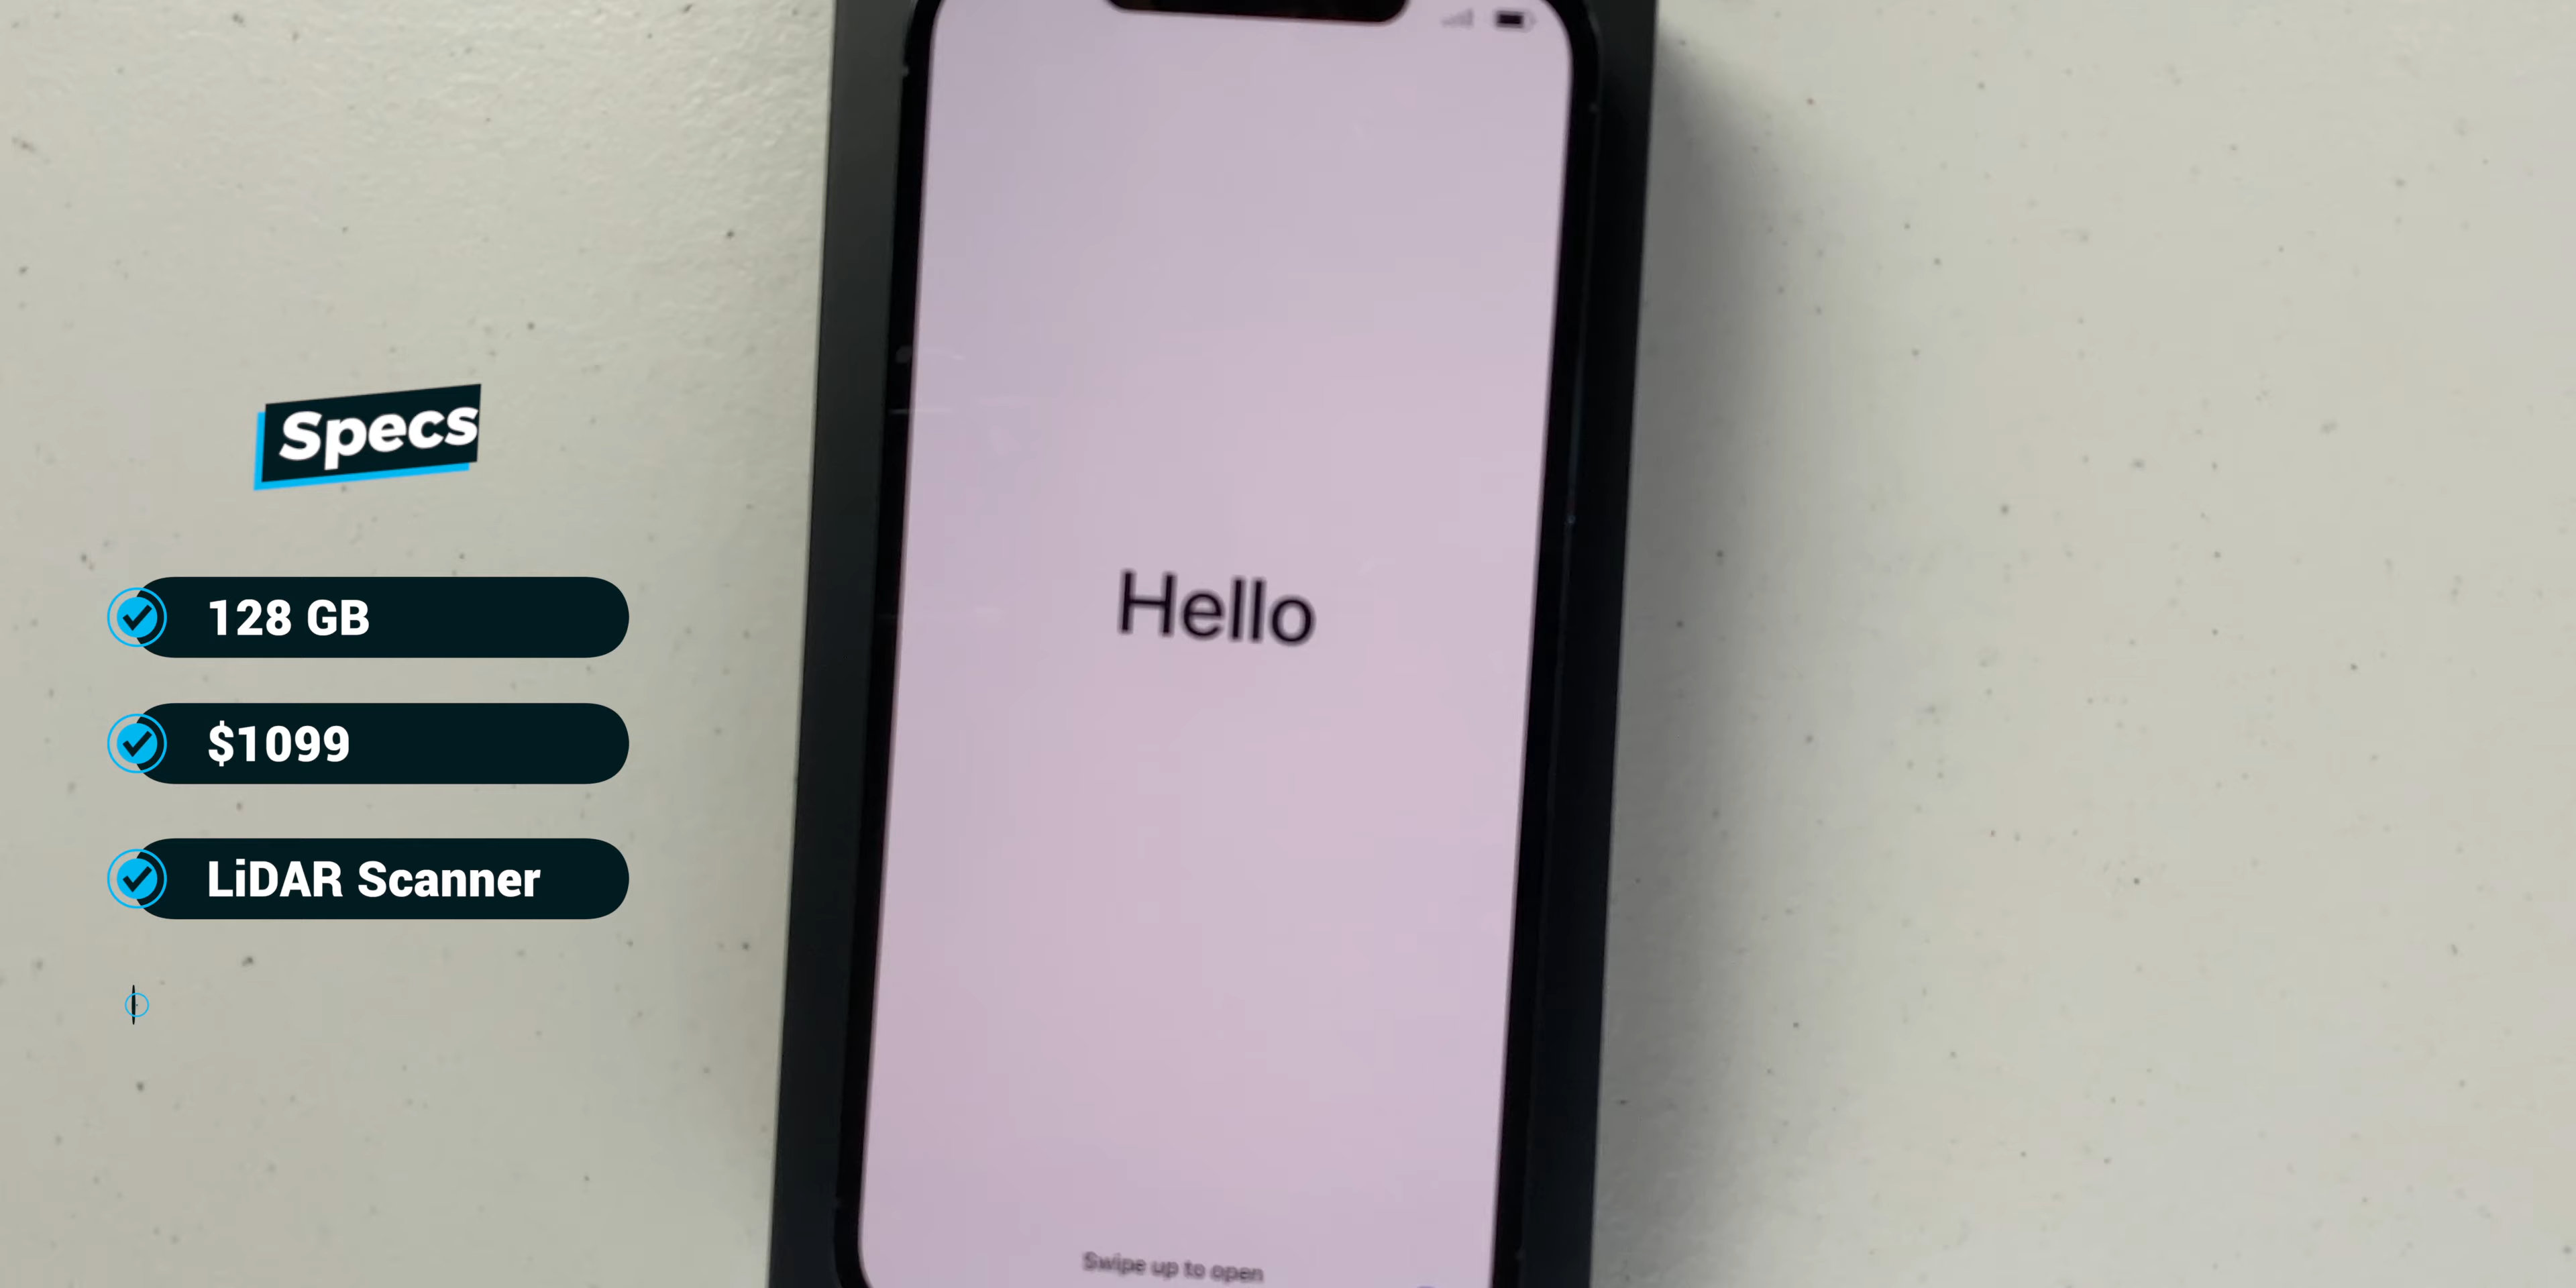 Specs
128 GB
$1099
LiDAR Scanner
Hello
Swipe up to open